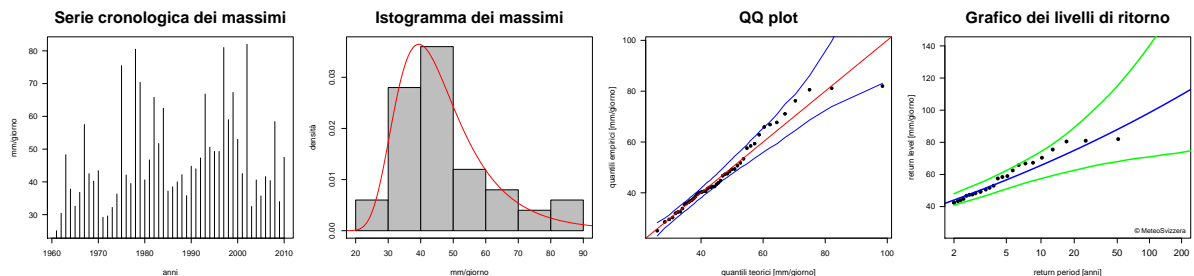 Serie cronologica dei massimi
mm/giorno
80
70
60
50
40
30
1960 1970 1980 1990 2000 2010
anni
Istogramma dei massimi
densità
0.03
0.02
0.01
0.00
20 30 40 50 60 70 80 90
mm/giorno
QQ plot
quantili empirici [mm/giorno]
100
80
60
40
40 60 80 100
quantili teorici [mm/giorno]
Grafico dei livelli di ritorno
return level [mm/giorno]
140
120
100
80
60
40
© MeteoSvizzera
2 5 10 20 50 100 200
return period [anni]